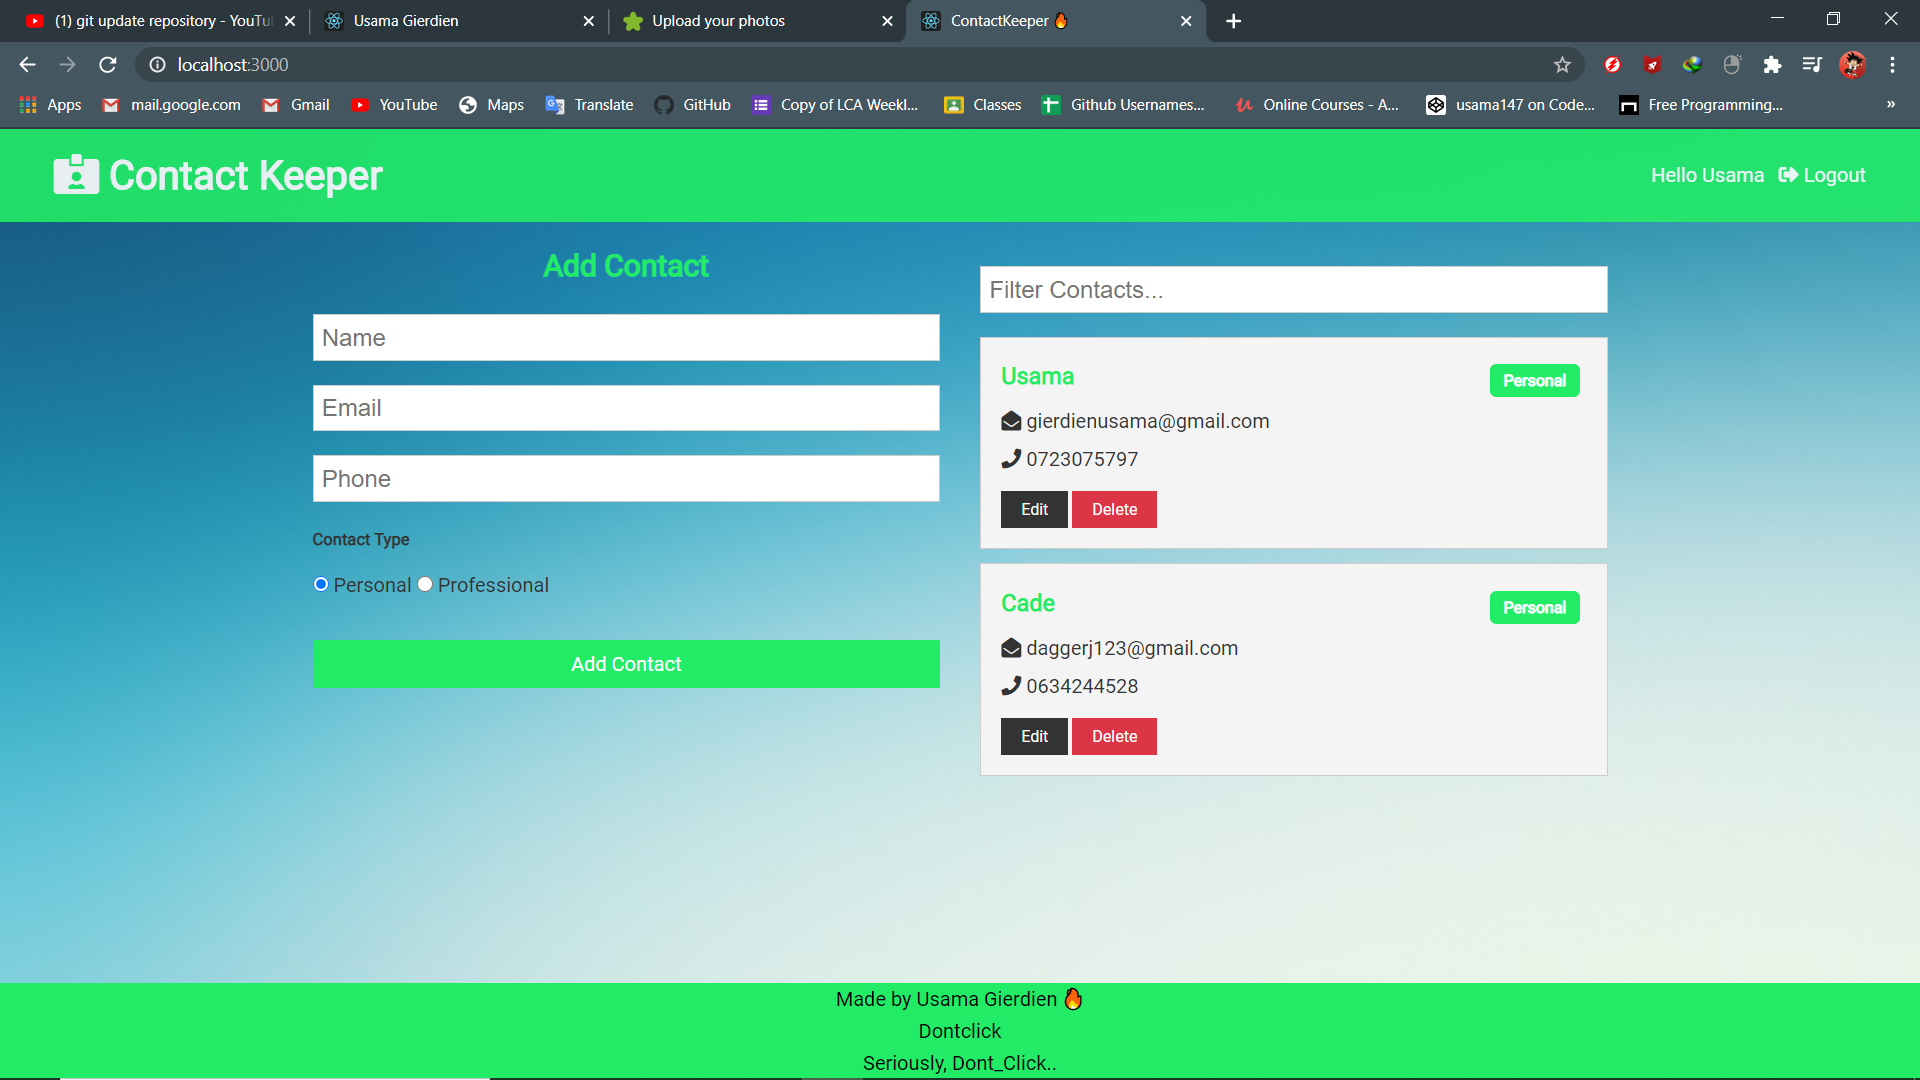 (1) git update repository - YouTu
Usama Gierdien
Upload your photos
ContactKeeper 🔥
localhost:3000
Apps
mail.google.com
Gmail
YouTube
Maps
Translate
GitHub
Copy of LCA Weekl...
Classes
Github Usernames...
Online Courses - A...
usama147 on Code...
Free Programming...
»
Contact Keeper
Hello Usama
Logout
Add Contact
Name
Email
Phone
Contact Type
Personal
Professional
Add Contact
Filter Contacts...
Usama
Personal
gierdienusama@gmail.com
0723075797
Edit
Delete
Cade
Personal
daggerj123@gmail.com
0634244528
Edit
Delete
Made by Usama Gierdien 🔥
Dontclick
Seriously, Dont_Click..